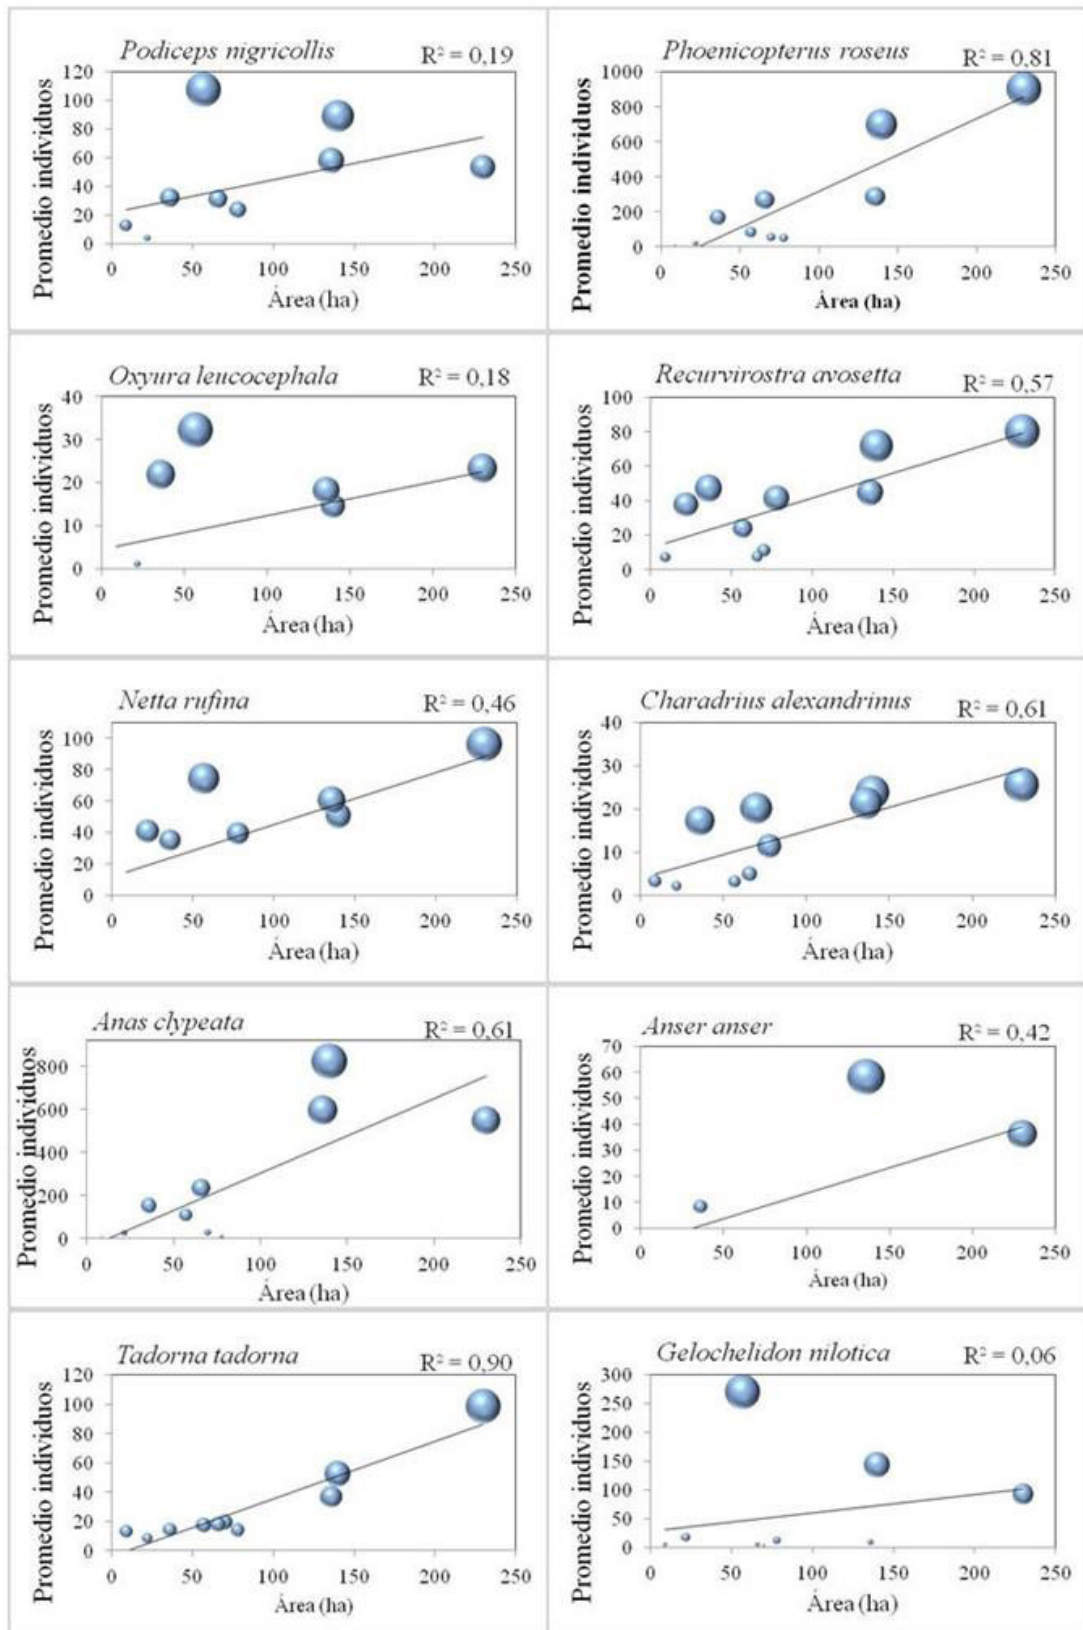 Podiceps nigricollis R² = 0,19
Promedio individuos
120
100
80
60
40
20
0
0 50 100 150 200 250
Área (ha)
Phoenicopterus roseus R² = 0,81
Promedio individuos
1000
800
600
400
200
0
0 50 100 150 200 250
Área (ha)
Oxyura leucocephala R² = 0,18
Promedio individuos
40
30
20
10
0
0 50 100 150 200 250
Área (ha)
Recurvirostra avosetta R² = 0,57
Promedio individuos
100
80
60
40
20
0
0 50 100 150 200 250
Área (ha)
Netta rufina R² = 0,46
Promedio individuos
100
80
60
40
20
0
0 50 100 150 200 250
Área (ha)
Charadrius alexandrinus R² = 0,61
Promedio individuos
40
30
20
10
0
0 50 100 150 200 250
Área (ha)
Anas clypeata R² = 0,61
Promedio individuos
800
600
400
200
0
0 50 100 150 200 250
Área (ha)
Anser anser R² = 0,42
Promedio individuos
70
60
50
40
30
20
10
0
0 50 100 150 200 250
Área (ha)
Tadorna tadorna R² = 0,90
Promedio individuos
120
100
80
60
40
20
0
0 50 100 150 200 250
Área (ha)
Gelochelidon nilotica R² = 0,06
Promedio individuos
300
250
200
150
100
50
0
0 50 100 150 200 250
Área (ha)